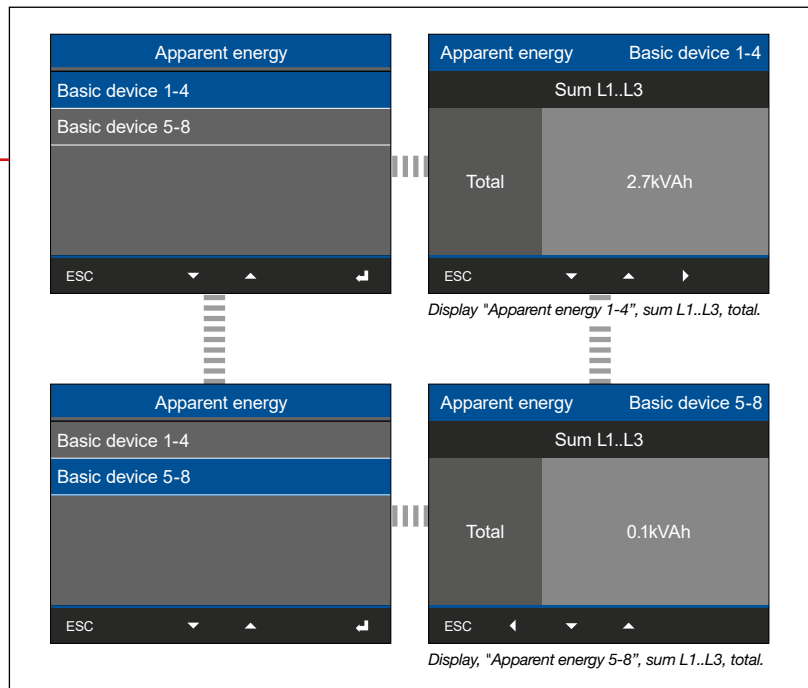 Apparent energy
Basic device 1-4
Basic device 5-8
ESC
Apparent energy Basic device 1-4
Sum L1..L3
Total 2.7kVAh
ESC
Display "Apparent energy 1-4", sum L1..L3, total.
Apparent energy
Basic device 1-4
Basic device 5-8
ESC
Apparent energy Basic device 5-8
Sum L1..L3
Total 0.1kVAh
ESC
Display, "Apparent energy 5-8", sum L1..L3, total.